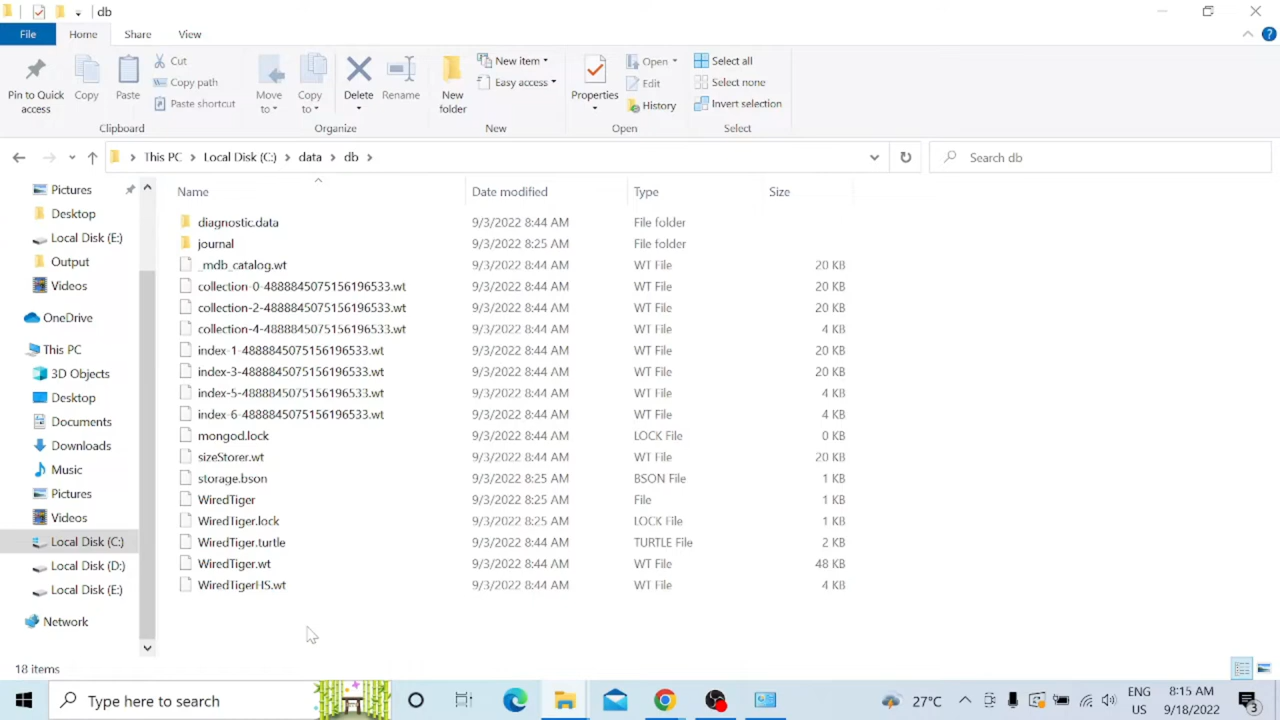 db
File Home Share View
Pin to Quick access
Copy
Paste
Cut
Copy path
Paste shortcut
Clipboard
Move to
Copy to
Delete
Rename
Organize
New folder
New item
Easy access
New
Properties
Open
Edit
History
Open
Select all
Select none
Invert selection
Select
This PC Local Disk (C:) data db
Search db
Pictures
Desktop
Local Disk (E:)
Output
Videos
OneDrive
This PC
3D Objects
Desktop
Documents
Downloads
Music
Pictures
Videos
Local Disk (C:)
Local Disk (D:)
Local Disk (E:)
Network
Name Date modified Type Size
diagnostic.data 9/3/2022 8:44 AM File folder
journal 9/3/2022 8:25 AM File folder
_mdb_catalog.wt 9/3/2022 8:44 AM WT File 20 KB
collection-0-4888845075156196533.wt 9/3/2022 8:44 AM WT File 20 KB
collection-2-4888845075156196533.wt 9/3/2022 8:44 AM WT File 20 KB
collection-4-4888845075156196533.wt 9/3/2022 8:44 AM WT File 4 KB
index-1-4888845075156196533.wt 9/3/2022 8:44 AM WT File 20 KB
index-3-4888845075156196533.wt 9/3/2022 8:44 AM WT File 20 KB
index-5-4888845075156196533.wt 9/3/2022 8:44 AM WT File 4 KB
index-6-4888845075156196533.wt 9/3/2022 8:44 AM WT File 4 KB
mongod.lock 9/3/2022 8:44 AM LOCK File 0 KB
sizeStorer.wt 9/3/2022 8:44 AM WT File 20 KB
storage.bson 9/3/2022 8:25 AM BSON File 1 KB
WiredTiger 9/3/2022 8:25 AM File 1 KB
WiredTiger.lock 9/3/2022 8:25 AM LOCK File 1 KB
WiredTiger.turtle 9/3/2022 8:44 AM TURTLE File 2 KB
WiredTiger.wt 9/3/2022 8:44 AM WT File 48 KB
WiredTigerHS.wt 9/3/2022 8:44 AM WT File 4 KB
18 items
Type here to search
27°C
ENG
US
8:15 AM
9/18/2022
3